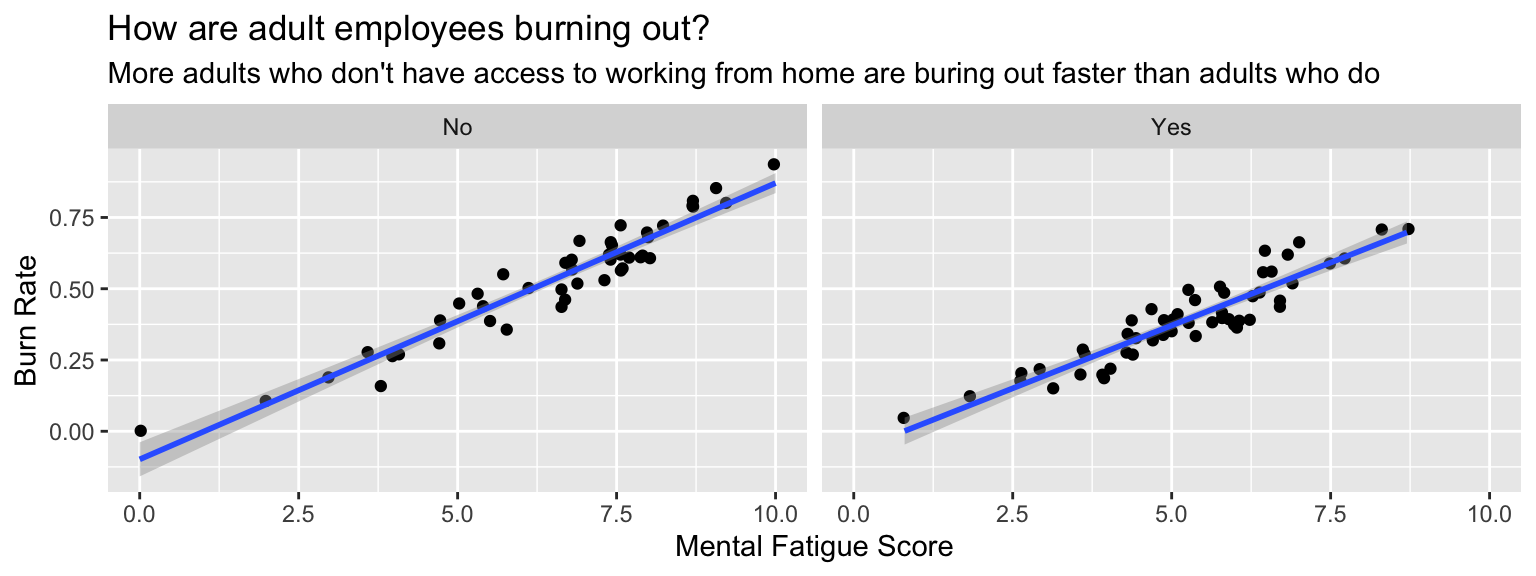 How are adult employees burning out?
More adults who don't have access to working from home are buring out faster than adults who do
No
Yes
Burn Rate
0.75
0.50
0.25
0.00
0.0 2.5 5.0 7.5 10.0
0.0 2.5 5.0 7.5 10.0
Mental Fatigue Score